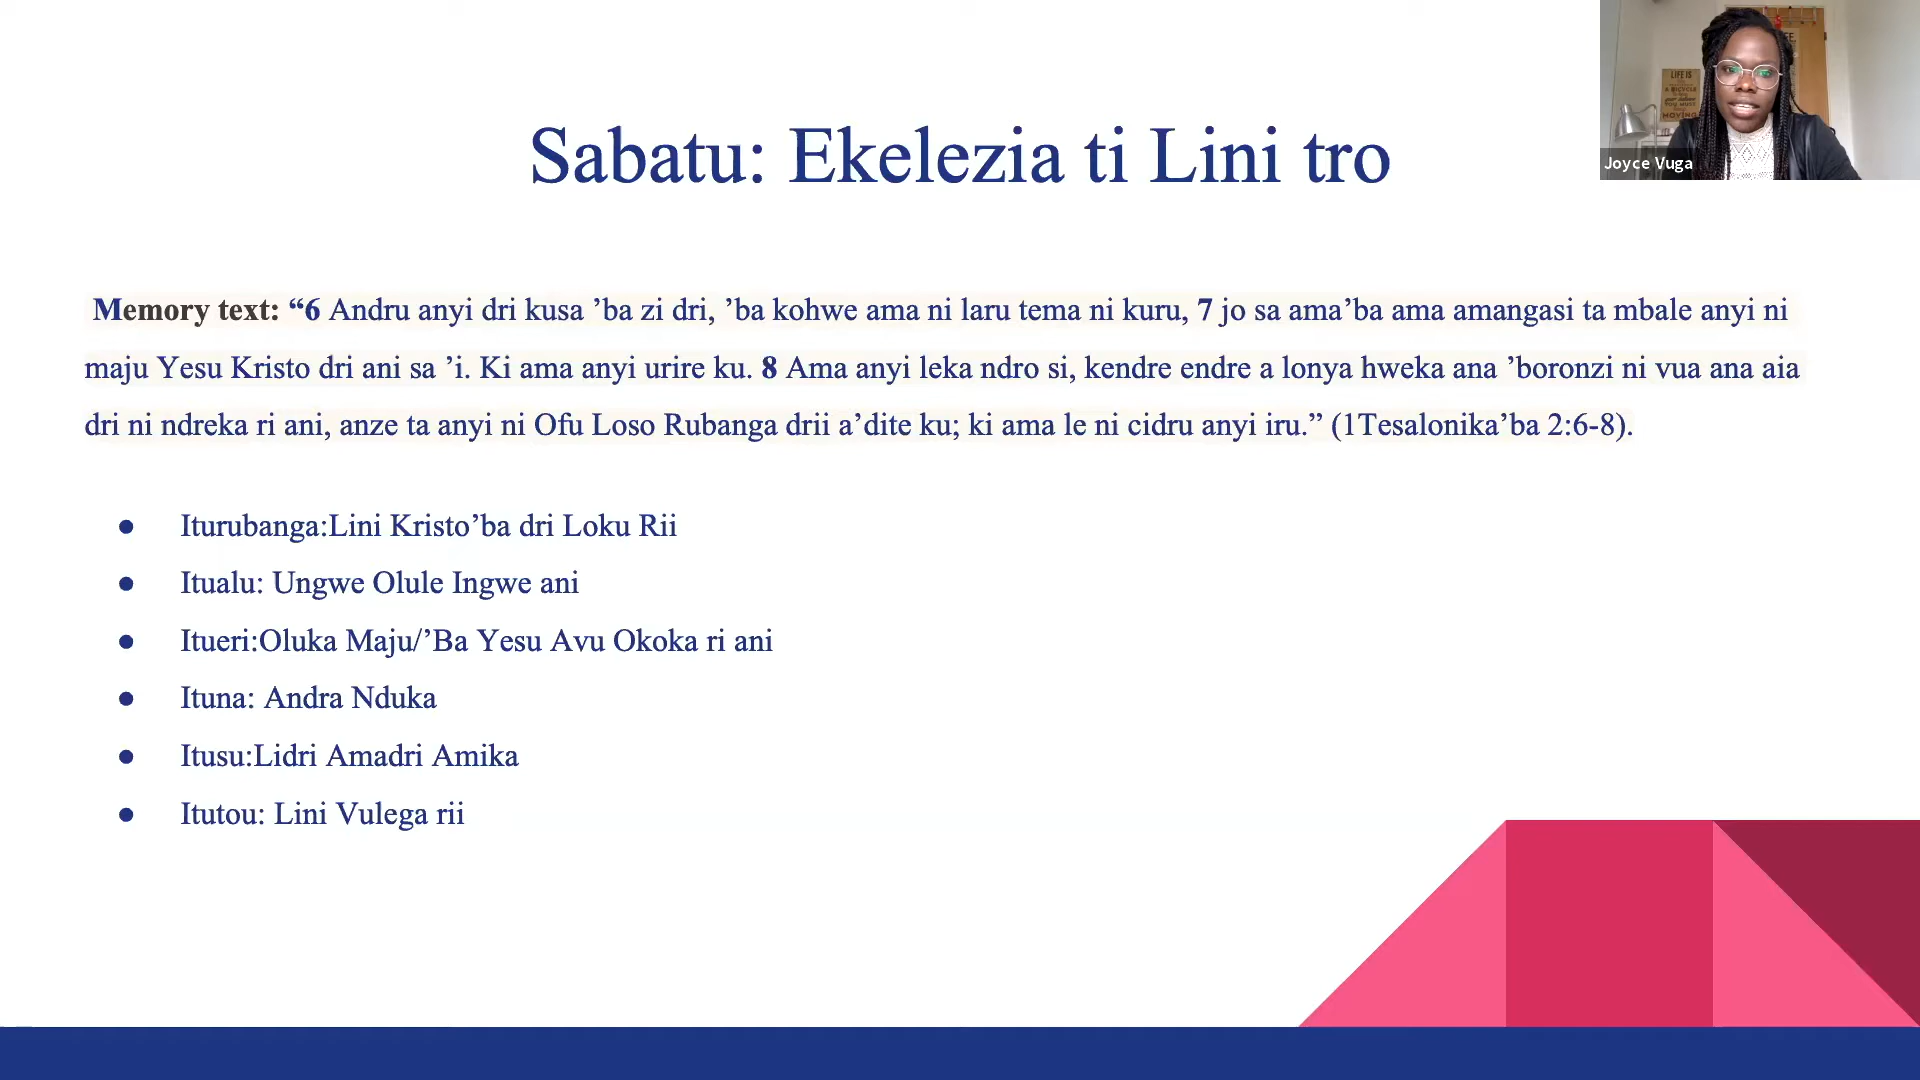 Sabatu: Ekelezia ti Lini tro
LIFE IS
A BICYCLE
YOU MUST
MOVING
Joyce Vuga
Memory text: “6 Andru anyi dri kusa ’ba zi dri, ’ba kohwe ama ni laru tema ni kuru, 7 jo sa ama’ba ama amangasi ta mbale anyi ni
maju Yesu Kristo dri ani sa ’i. Ki ama anyi urire ku. 8 Ama anyi leka ndro si, kendre endre a lonya hweka ana ’boronzi ni vua ana aia
dri ni ndreka ri ani, anze ta anyi ni Ofu Loso Rubanga drii a’dite ku; ki ama le ni cidru anyi iru.” (1Tesalonika’ba 2:6-8).
● Iturubanga:Lini Kristo’ba dri Loku Rii
● Itualu: Ungwe Olule Ingwe ani
● Itueri:Oluka Maju/’Ba Yesu Avu Okoka ri ani
● Ituna: Andra Nduka
● Itusu:Lidri Amadri Amika
● Itutou: Lini Vulega rii